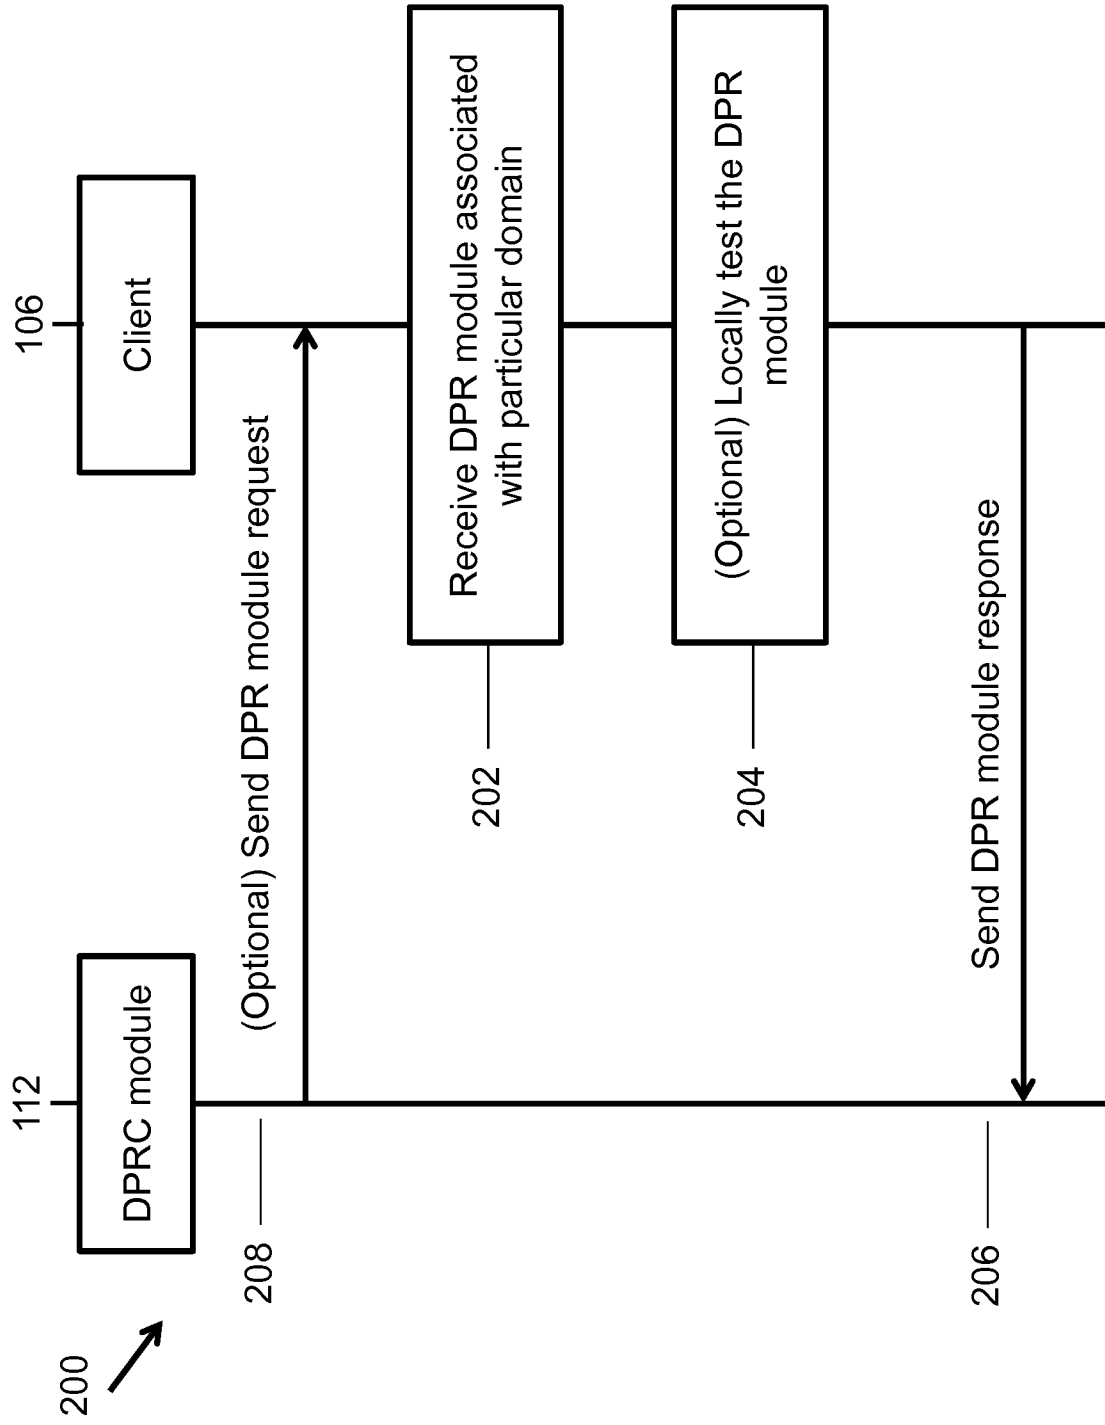 200
112
106
DPRC module
Client
208
(Optional) Send DPR module request
Receive DPR module associated
with particular domain
202
(Optional) Locally test the DPR
module
204
Send DPR module response
206